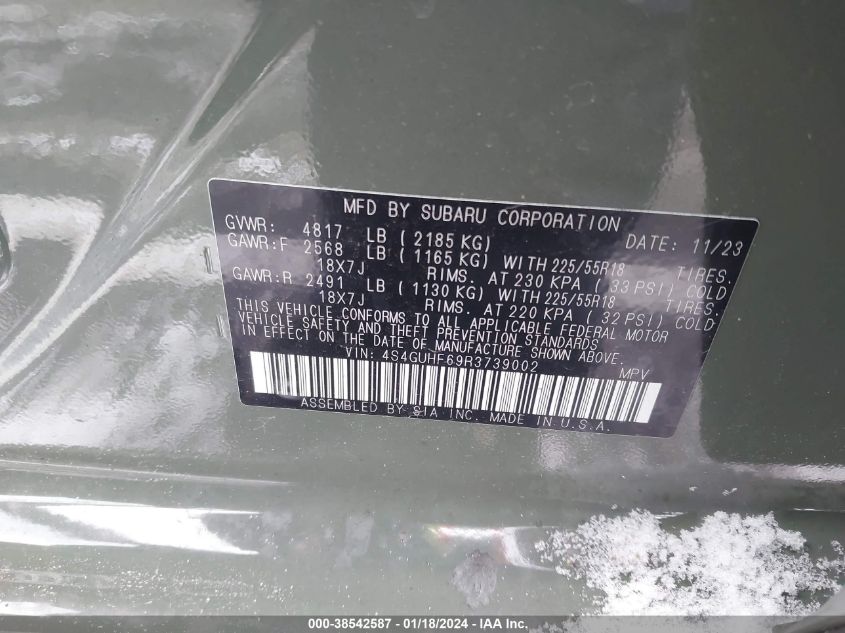 MFD BY SUBARU CORPORATION DATE: 11/23
GVWR: 4817 LB ( 2185 KG)
GAWR:F 2568 LB ( 1165 KG) WITH 225/55R18 TIRES.
18X7J RIMS. AT 230 KPA ( 33 PSI) COLD
GAWR:R 2491 LB ( 1130 KG) WITH 225/55R18 TIRES.
18X7J RIMS. AT 220 KPA ( 32 PSI) COLD.
THIS VEHICLE CONFORMS TO ALL APPLICABLE FEDERAL MOTOR
VEHICLE SAFETY AND THEFT PREVENTION STANDARDS
IN EFFECT ON THE DATE OF MANUFACTURE SHOWN ABOVE.
VIN: 4S4GUHF69R3739002 MPV
ASSEMBLED BY SIA INC. MADE IN U.S.A.
000-38542587 - 01/18/2024 - IAA Inc.